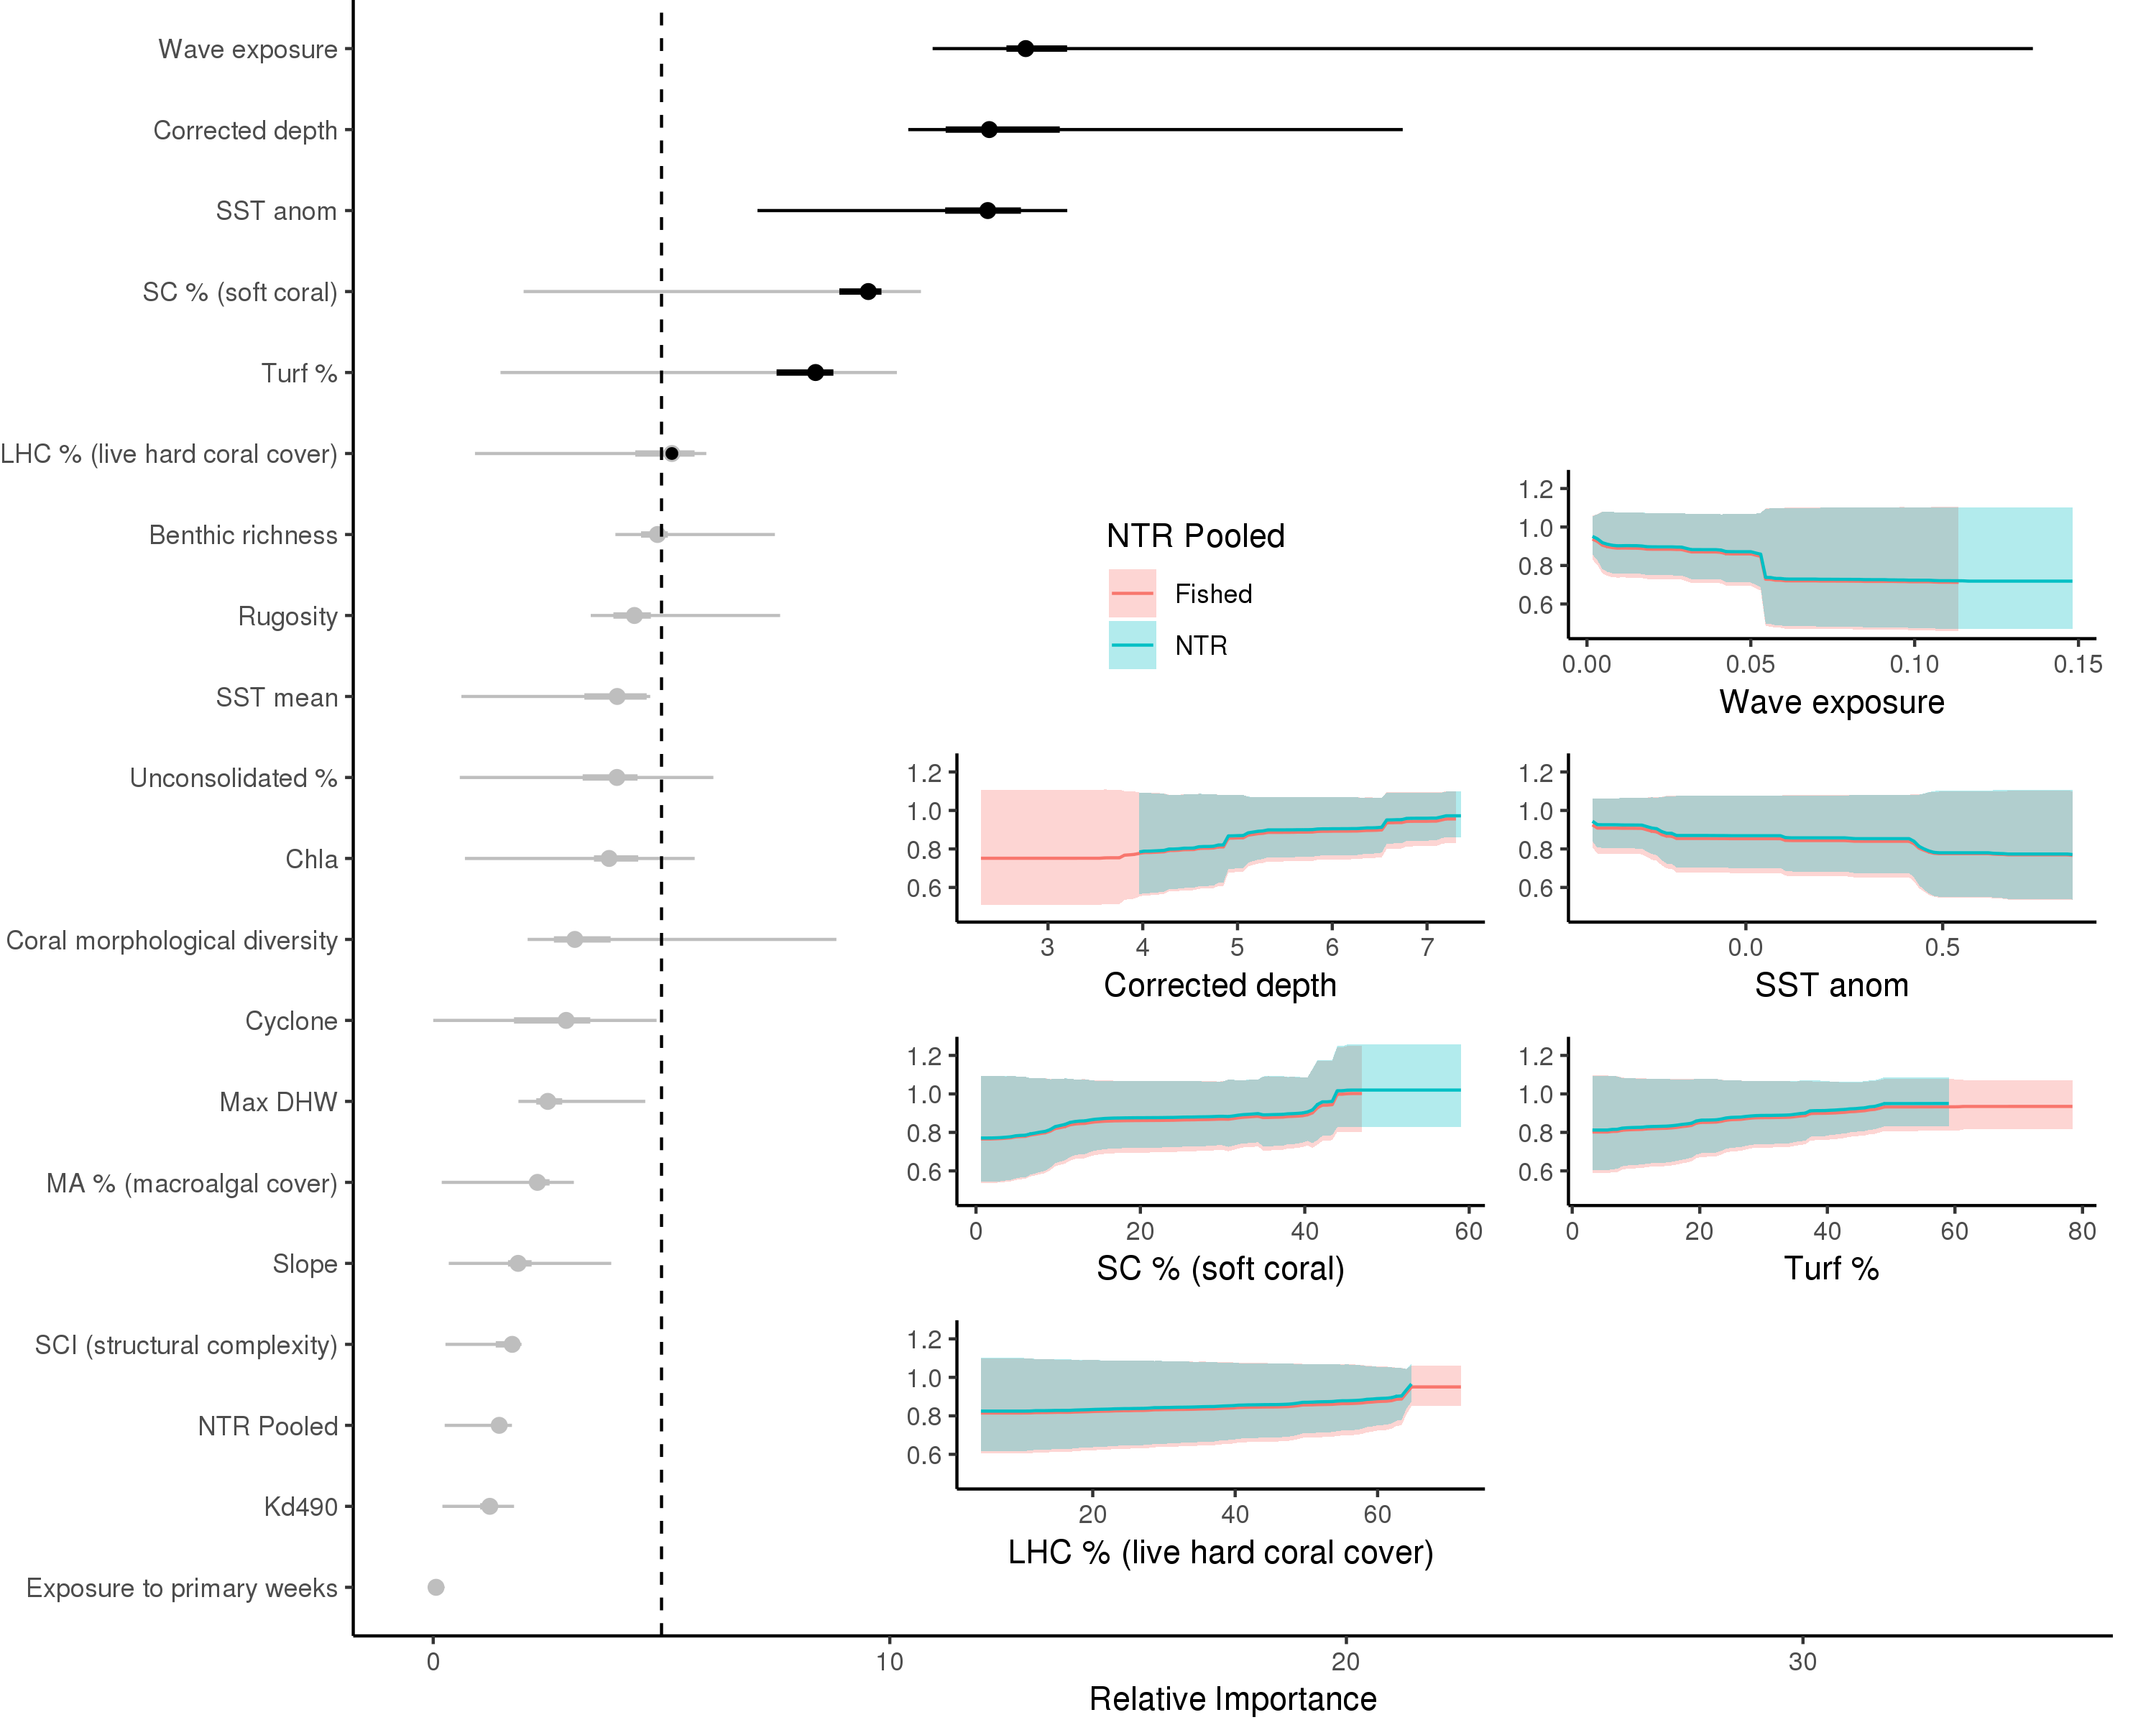 Wave exposure
Corrected depth
SST anom
SC % (soft coral)
Turf %
LHC % (live hard coral cover)
Benthic richness
Rugosity
SST mean
Unconsolidated %
Chla
Coral morphological diversity
Cyclone
Max DHW
MA % (macroalgal cover)
Slope
SCI (structural complexity)
NTR Pooled
Kd490
Exposure to primary weeks
0 10 20 30
Relative Importance
NTR Pooled
Fished
NTR
1.2
1.0
0.8
0.6
0.00 0.05 0.10 0.15
Wave exposure
1.2
1.0
0.8
0.6
3 4 5 6 7
Corrected depth
1.2
1.0
0.8
0.6
0.0 0.5
SST anom
1.2
1.0
0.8
0.6
0 20 40 60
SC % (soft coral)
1.2
1.0
0.8
0.6
0 20 40 60 80
Turf %
1.2
1.0
0.8
0.6
20 40 60
LHC % (live hard coral cover)